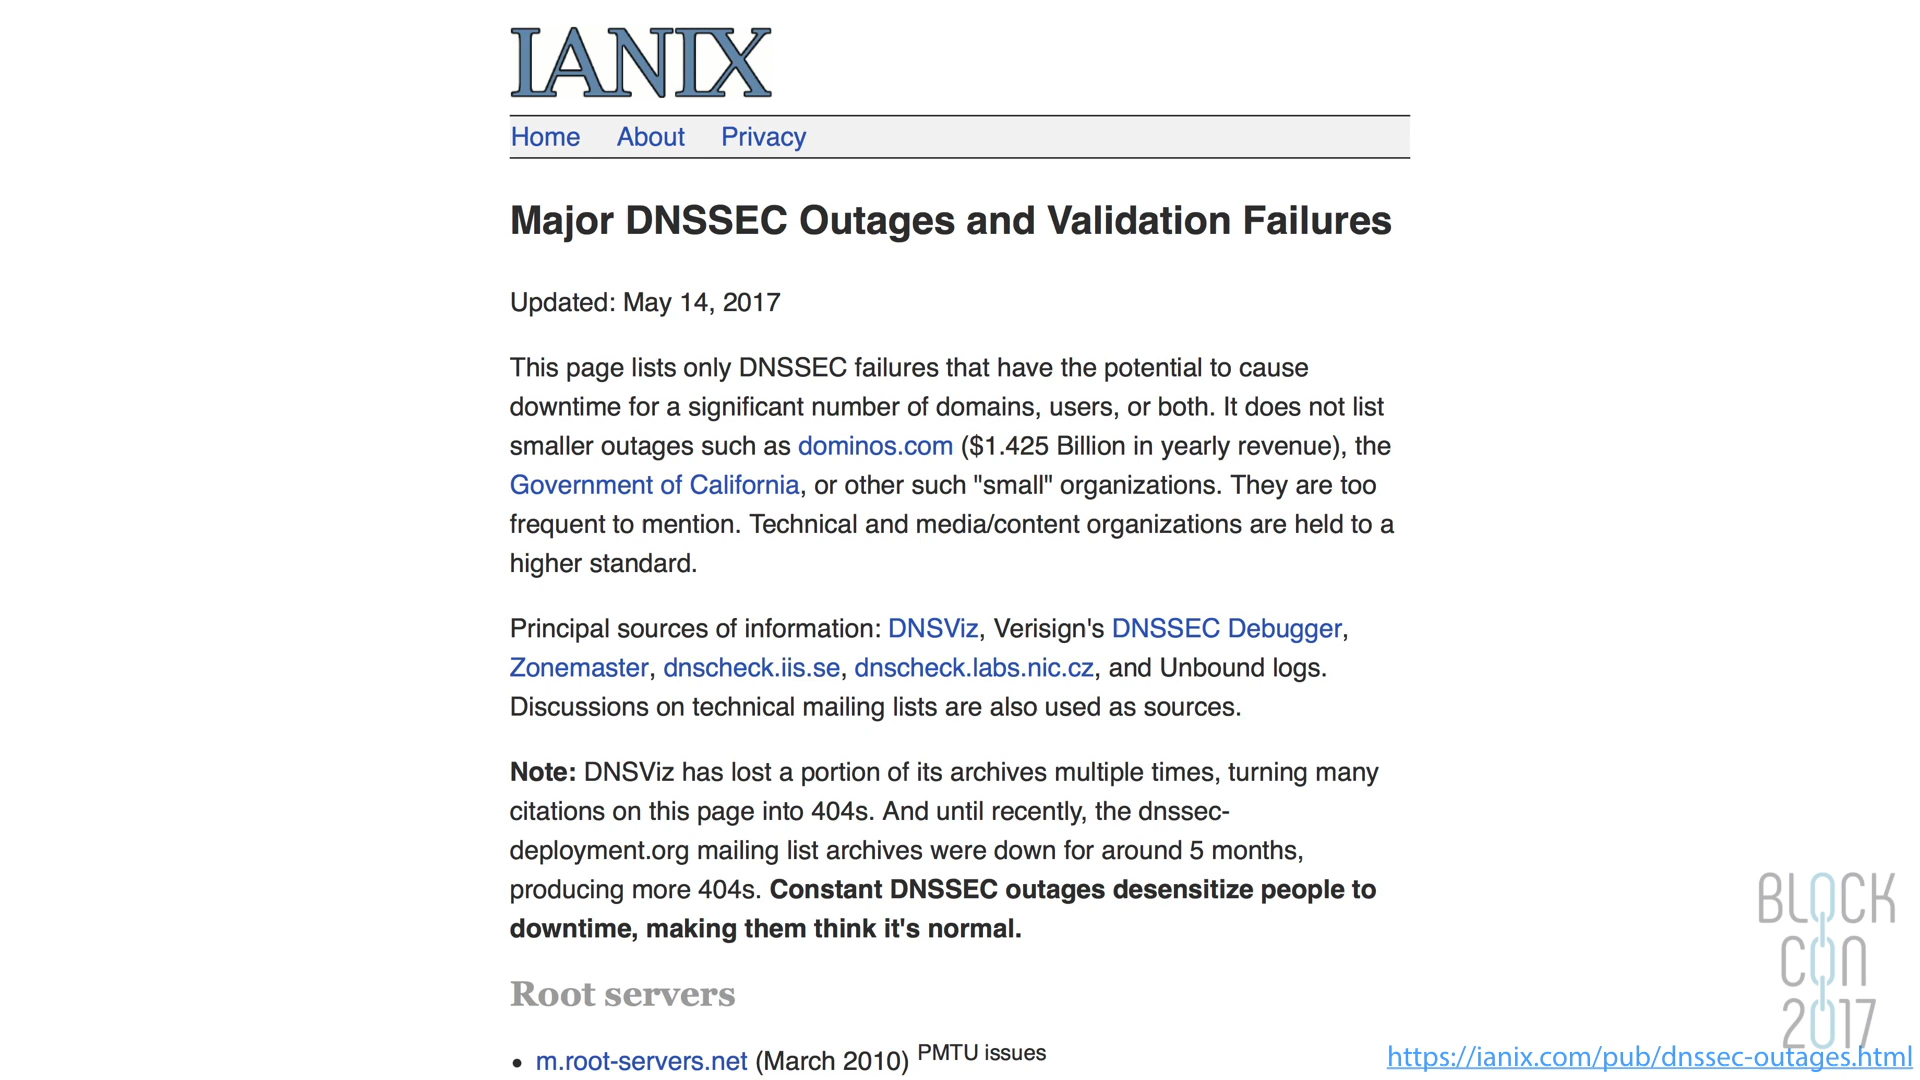 IANIX
Home About Privacy
Major DNSSEC Outages and Validation Failures
Updated: May 14, 2017
This page lists only DNSSEC failures that have the potential to cause
downtime for a significant number of domains, users, or both. It does not list
smaller outages such as dominos.com ($1.425 Billion in yearly revenue), the
Government of California, or other such "small" organizations. They are too
frequent to mention. Technical and media/content organizations are held to a
higher standard.
Principal sources of information: DNSViz, Verisign's DNSSEC Debugger,
Zonemaster, dnscheck.iis.se, dnscheck.labs.nic.cz, and Unbound logs.
Discussions on technical mailing lists are also used as sources.
Note: DNSViz has lost a portion of its archives multiple times, turning many
citations on this page into 404s. And until recently, the dnssec-
deployment.org mailing list archives were down for around 5 months,
producing more 404s. Constant DNSSEC outages desensitize people to
downtime, making them think it's normal.
Root servers
• m.root-servers.net (March 2010) PMTU issues
BLOCK
CON
2017
https://ianix.com/pub/dnssec-outages.html